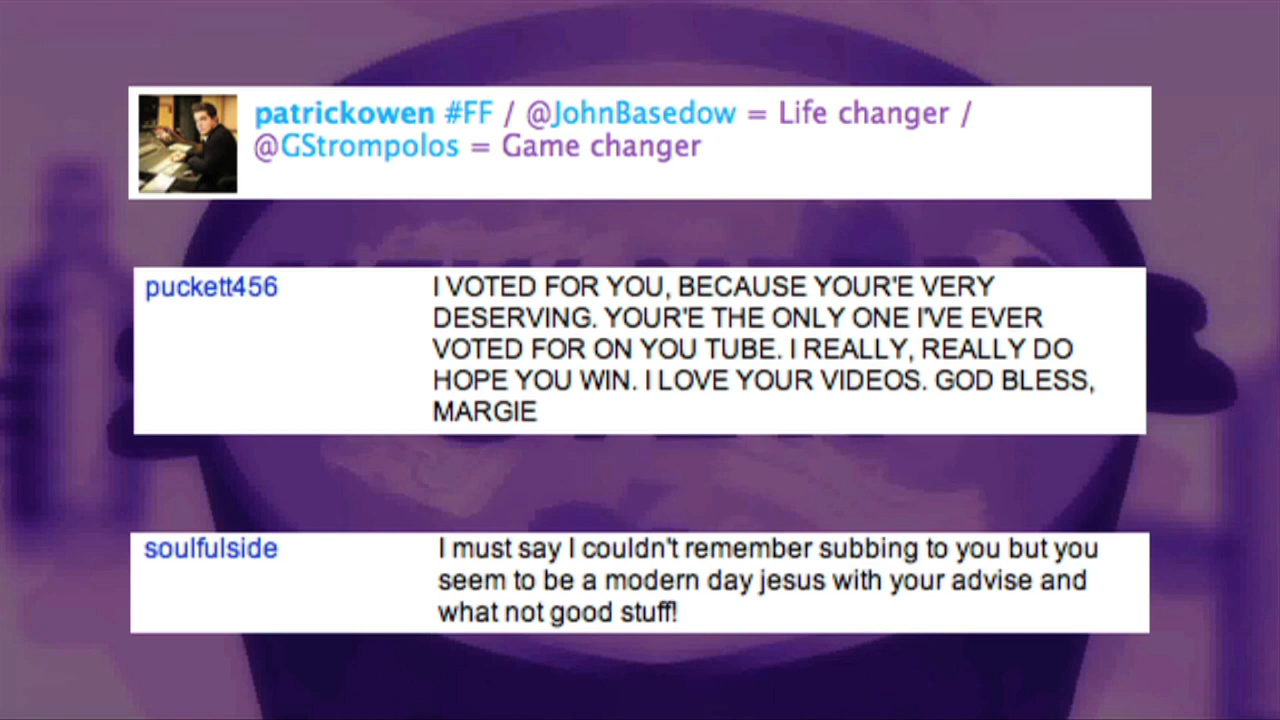 patrickowen #FF / @JohnBasedow = Life changer /
@GStrompolos = Game changer
puckett456
I VOTED FOR YOU, BECAUSE YOUR'E VERY
DESERVING. YOUR'E THE ONLY ONE I'VE EVER
VOTED FOR ON YOU TUBE. I REALLY, REALLY DO
HOPE YOU WIN. I LOVE YOUR VIDEOS. GOD BLESS,
MARGIE
soulfulside
I must say I couldn't remember subbing to you but you
seem to be a modern day jesus with your advise and
what not good stuff!